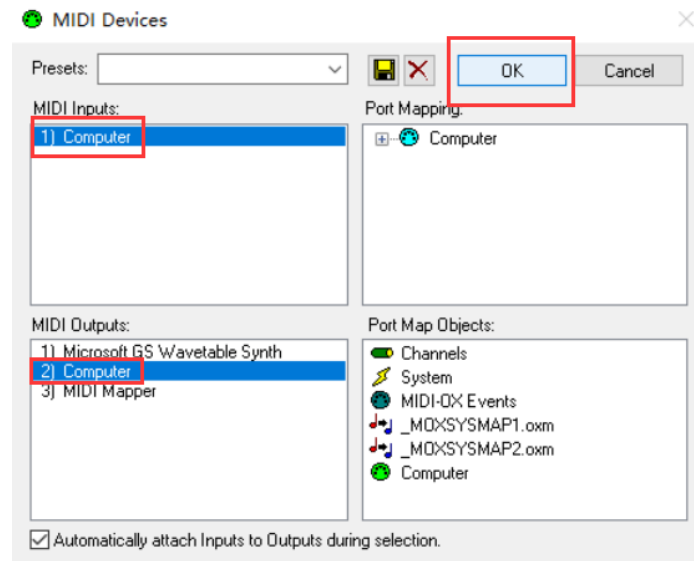 MIDI Devices
Presets:
OK
Cancel
MIDI Inputs:
1) Computer
Port Mapping:
Computer
MIDI Outputs:
1) Microsoft GS Wavetable Synth
2) Computer
3) MIDI Mapper
Port Map Objects:
Channels
System
MIDI-OX Events
_MOXSYSMAP1.oxm
_MOXSYSMAP2.oxm
Computer
Automatically attach Inputs to Outputs during selection.